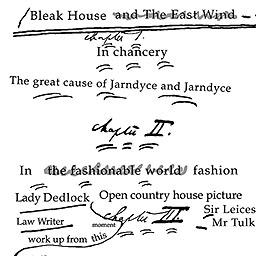 Bleak House and The East Wind
Chapter I.
In chancery
The great cause of Jarndyce and Jarndyce
Chapter II.
In the fashionable world fashion
Lady Dedlock Open country house picture
Law Writer moment Chapter III Sir Leices
work up from this Mr Tulk